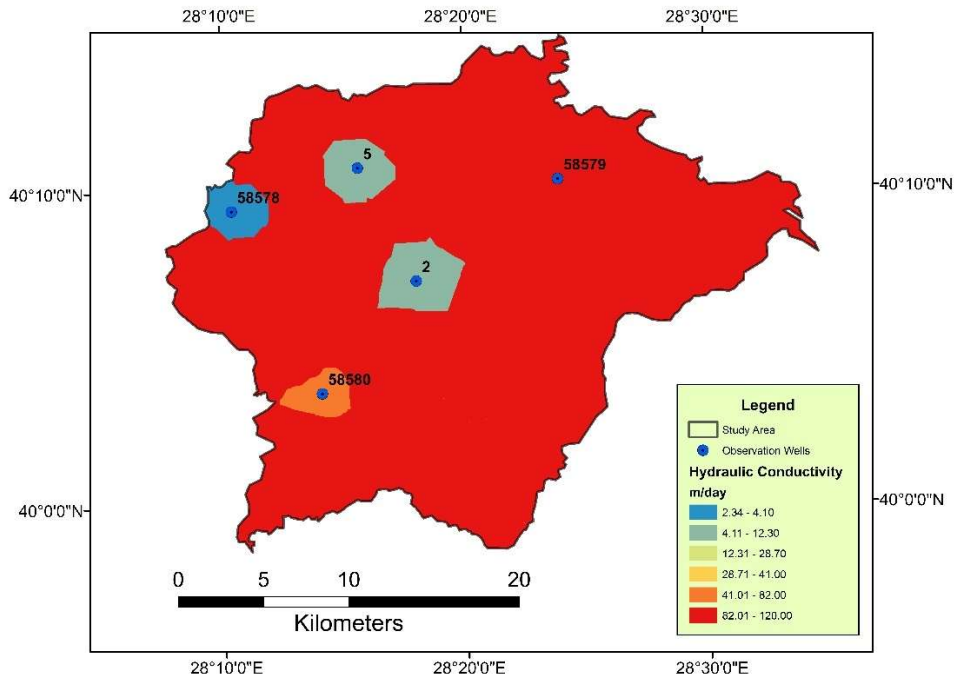 28°10'0"E 28°20'0"E 28°30'0"E
5
58579
40°10'0"N 58578 40°10'0"N
2
58580
Legend
Study Area
Observation Wells
Hydraulic Conductivity
m/day
2.34 - 4.10
4.11 - 12.30
12.31 - 28.70
28.71 - 41.00
41.01 - 82.00
82.01 - 120.00
40°0'0"N 40°0'0"N
0 5 10 20
Kilometers
28°10'0"E 28°20'0"E 28°30'0"E